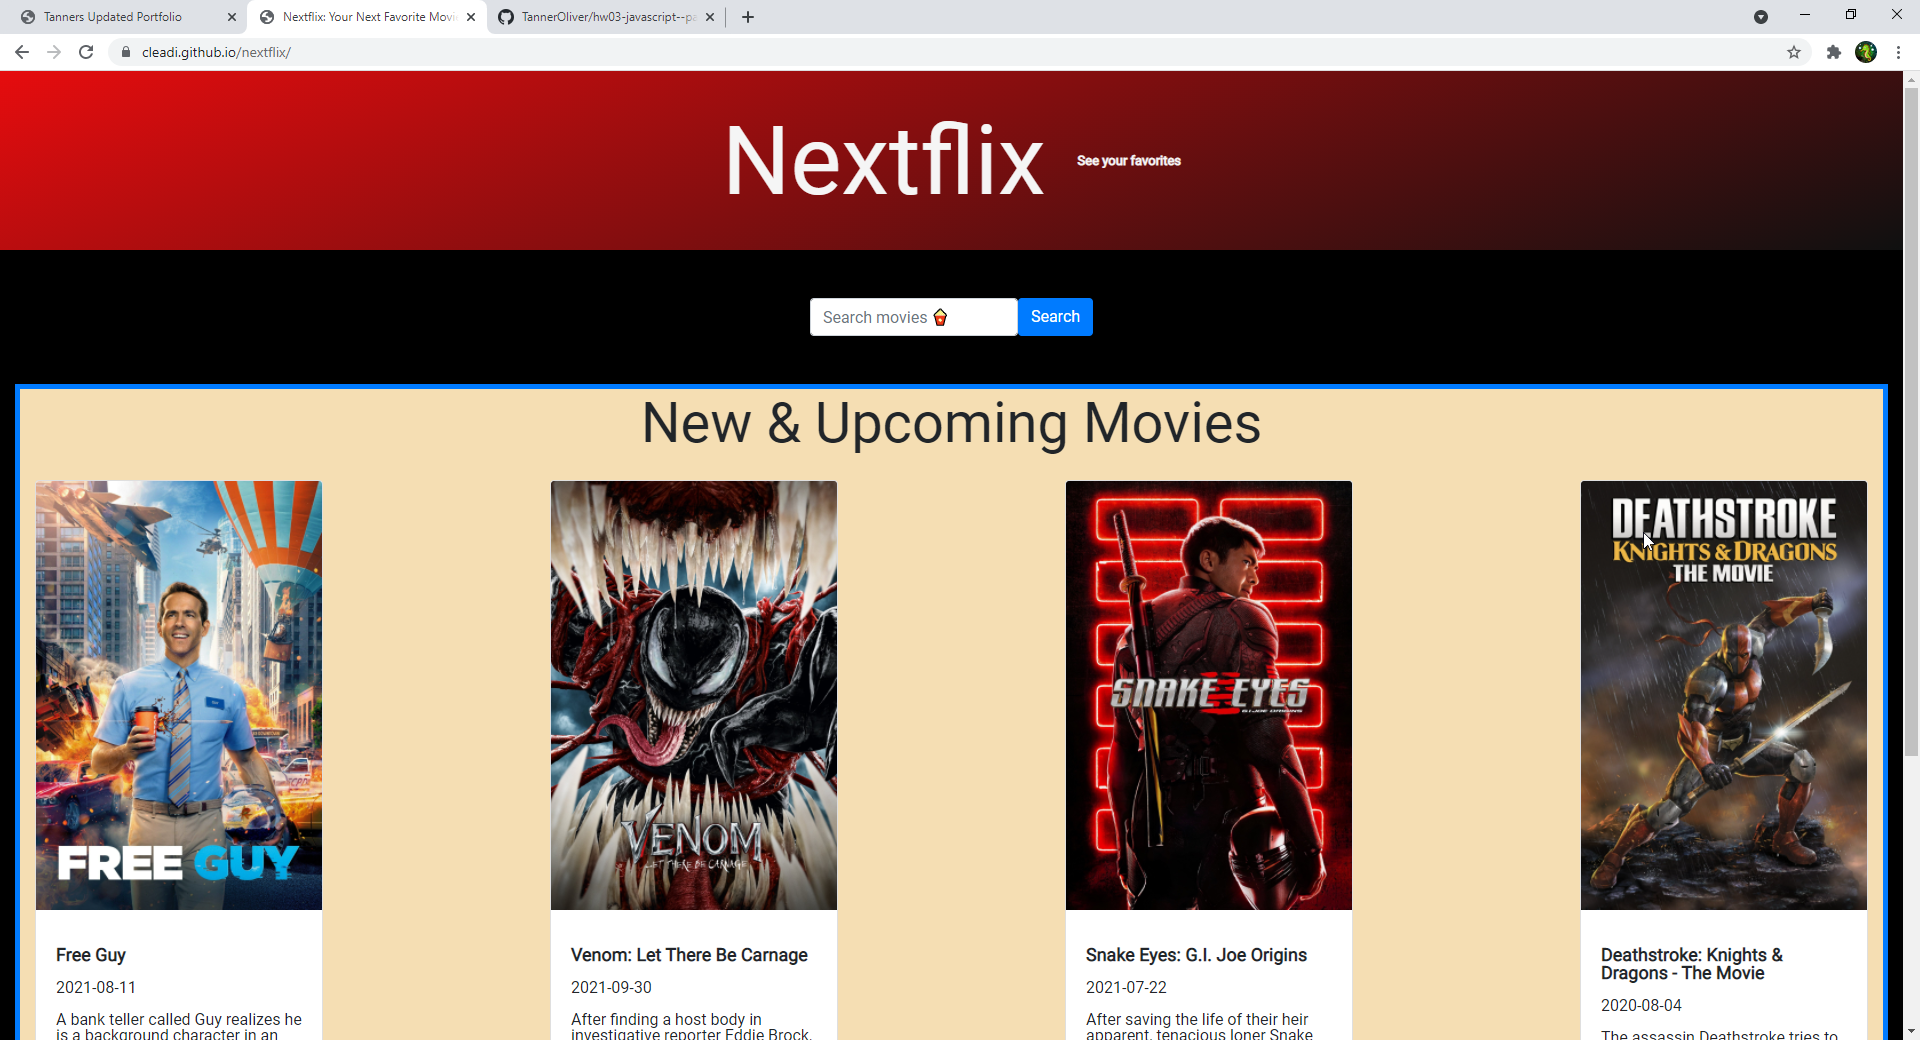 Tanners Updated Portfolio
Nextflix: Your Next Favorite Movi
TannerOliver/hw03-javascript--pa
cleadi.github.io/nextflix/
Nextflix
See your favorites
Search movies 🍿
Search
New & Upcoming Movies
FREE GUY
VENOM
LET THERE BE CARNAGE
SNAKE EYES
G.I. JOE ORIGINS
DEATHSTROKE
KNIGHTS & DRAGONS
THE MOVIE
Free Guy
2021-08-11
A bank teller called Guy realizes he
is a background character in an
Venom: Let There Be Carnage
2021-09-30
After finding a host body in
investigative reporter Eddie Brock,
Snake Eyes: G.I. Joe Origins
2021-07-22
After saving the life of their heir
apparent, tenacious loner Snake
Deathstroke: Knights &
Dragons - The Movie
2020-08-04
The assassin Deathstroke tries to